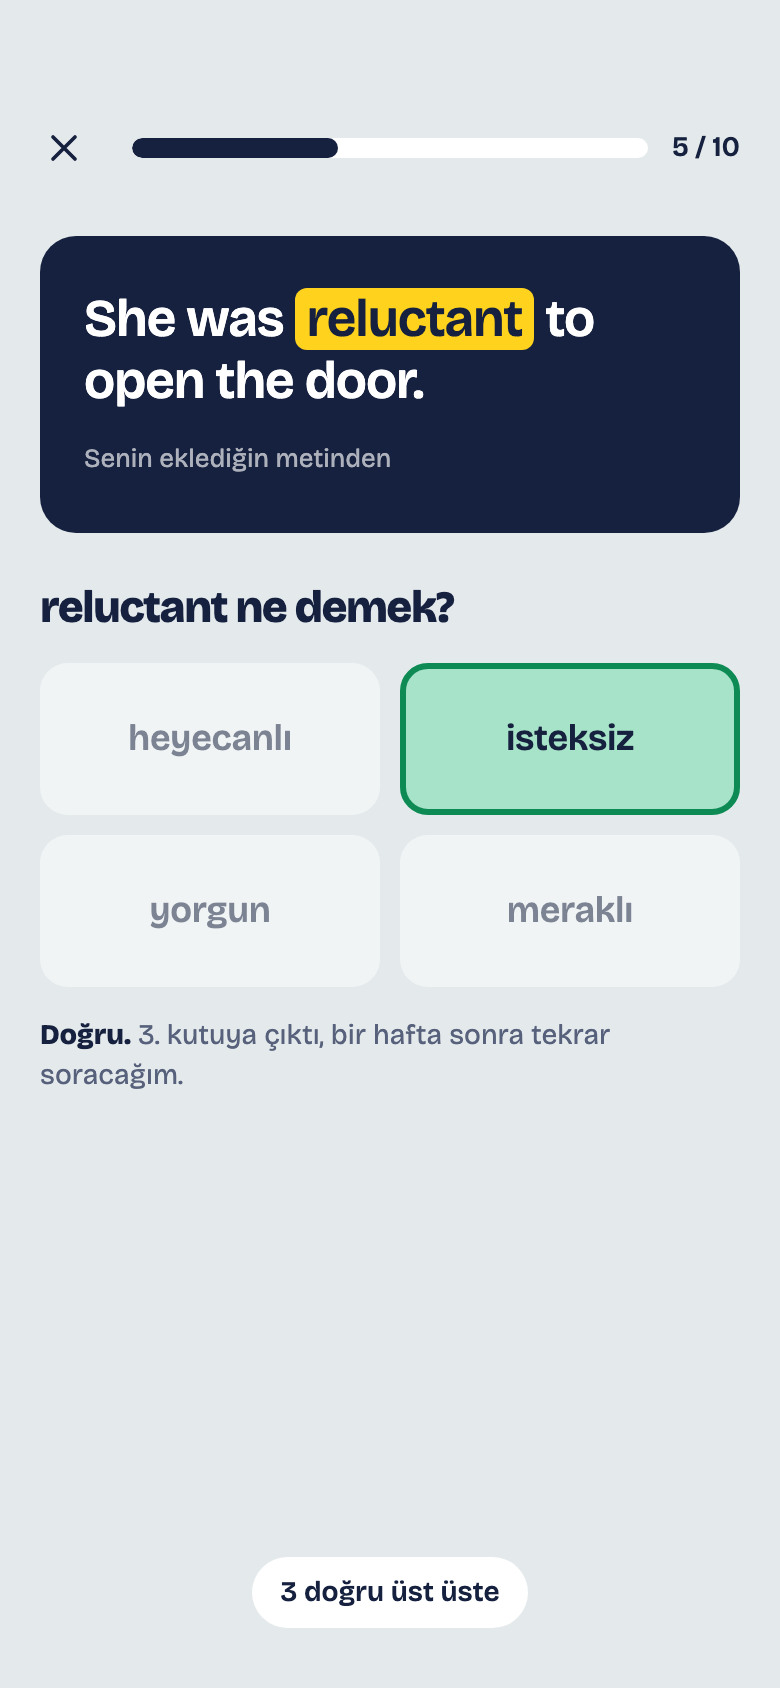 5 / 10
She was reluctant to
open the door.
Senin eklediğin metinden
reluctant ne demek?
heyecanlı
isteksiz
yorgun
meraklı
Doğru. 3. kutuya çıktı, bir hafta sonra tekrar
soracağım.
3 doğru üst üste